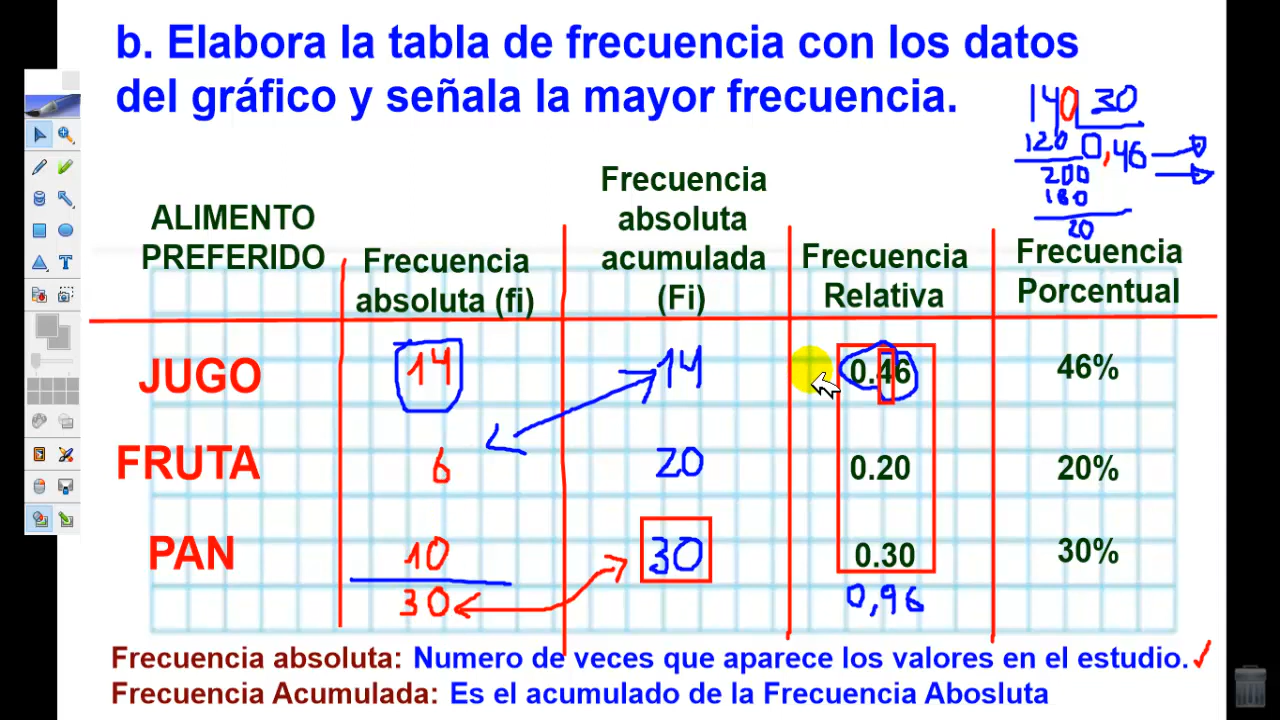 b. Elabora la tabla de frecuencia con los datos
del gráfico y señala la mayor frecuencia.
140 30
120 0,46
200
180
20
ALIMENTO
PREFERIDO
Frecuencia
absoluta (fi)
Frecuencia
absoluta
acumulada
(Fi)
Frecuencia
Relativa
Frecuencia
Porcentual
JUGO 14 14 0.46 46%
FRUTA 6 20 0.20 20%
PAN 10 30 0.30 30%
30 0,96
Frecuencia absoluta: Numero de veces que aparece los valores en el estudio.
Frecuencia Acumulada: Es el acumulado de la Frecuencia Abosluta